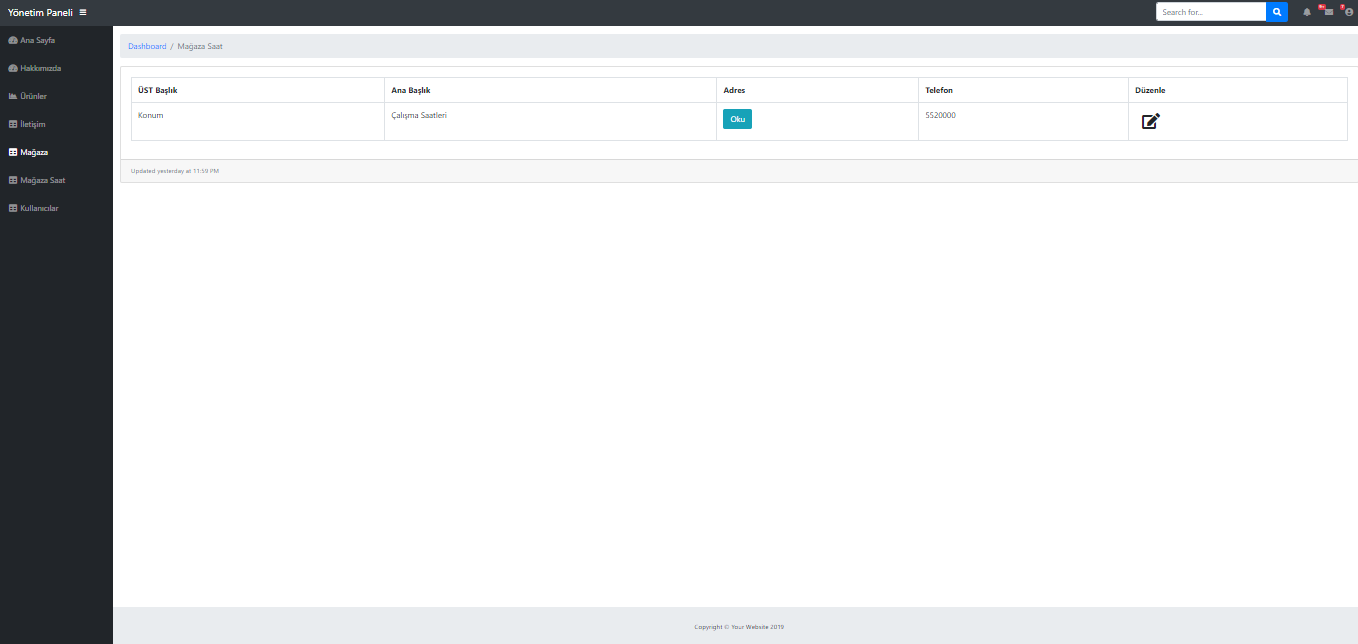 Yönetim Paneli
Search for...
9+
7
Ana Sayfa
Hakkımızda
Ürünler
İletişim
Mağaza
Mağaza Saat
Kullanıcılar
Dashboard / Mağaza Saat
ÜST Başlık Ana Başlık Adres Telefon Düzenle
Konum Çalışma Saatleri Oku 5520000
Updated yesterday at 11:59 PM
Copyright © Your Website 2019